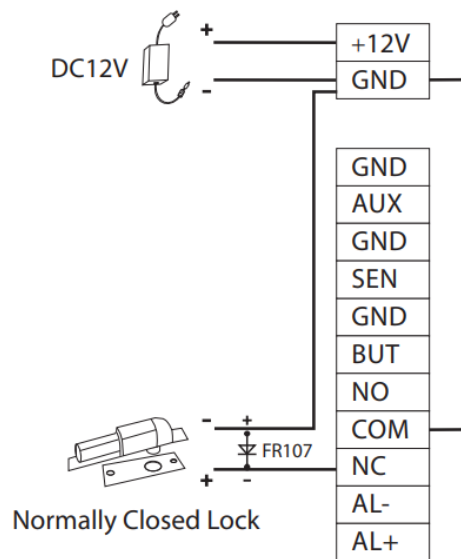 +
+12V
DC12V
GND
-
GND
AUX
GND
SEN
GND
BUT
NO
- + COM
FR107
+ - NC
Normally Closed Lock
AL-
AL+